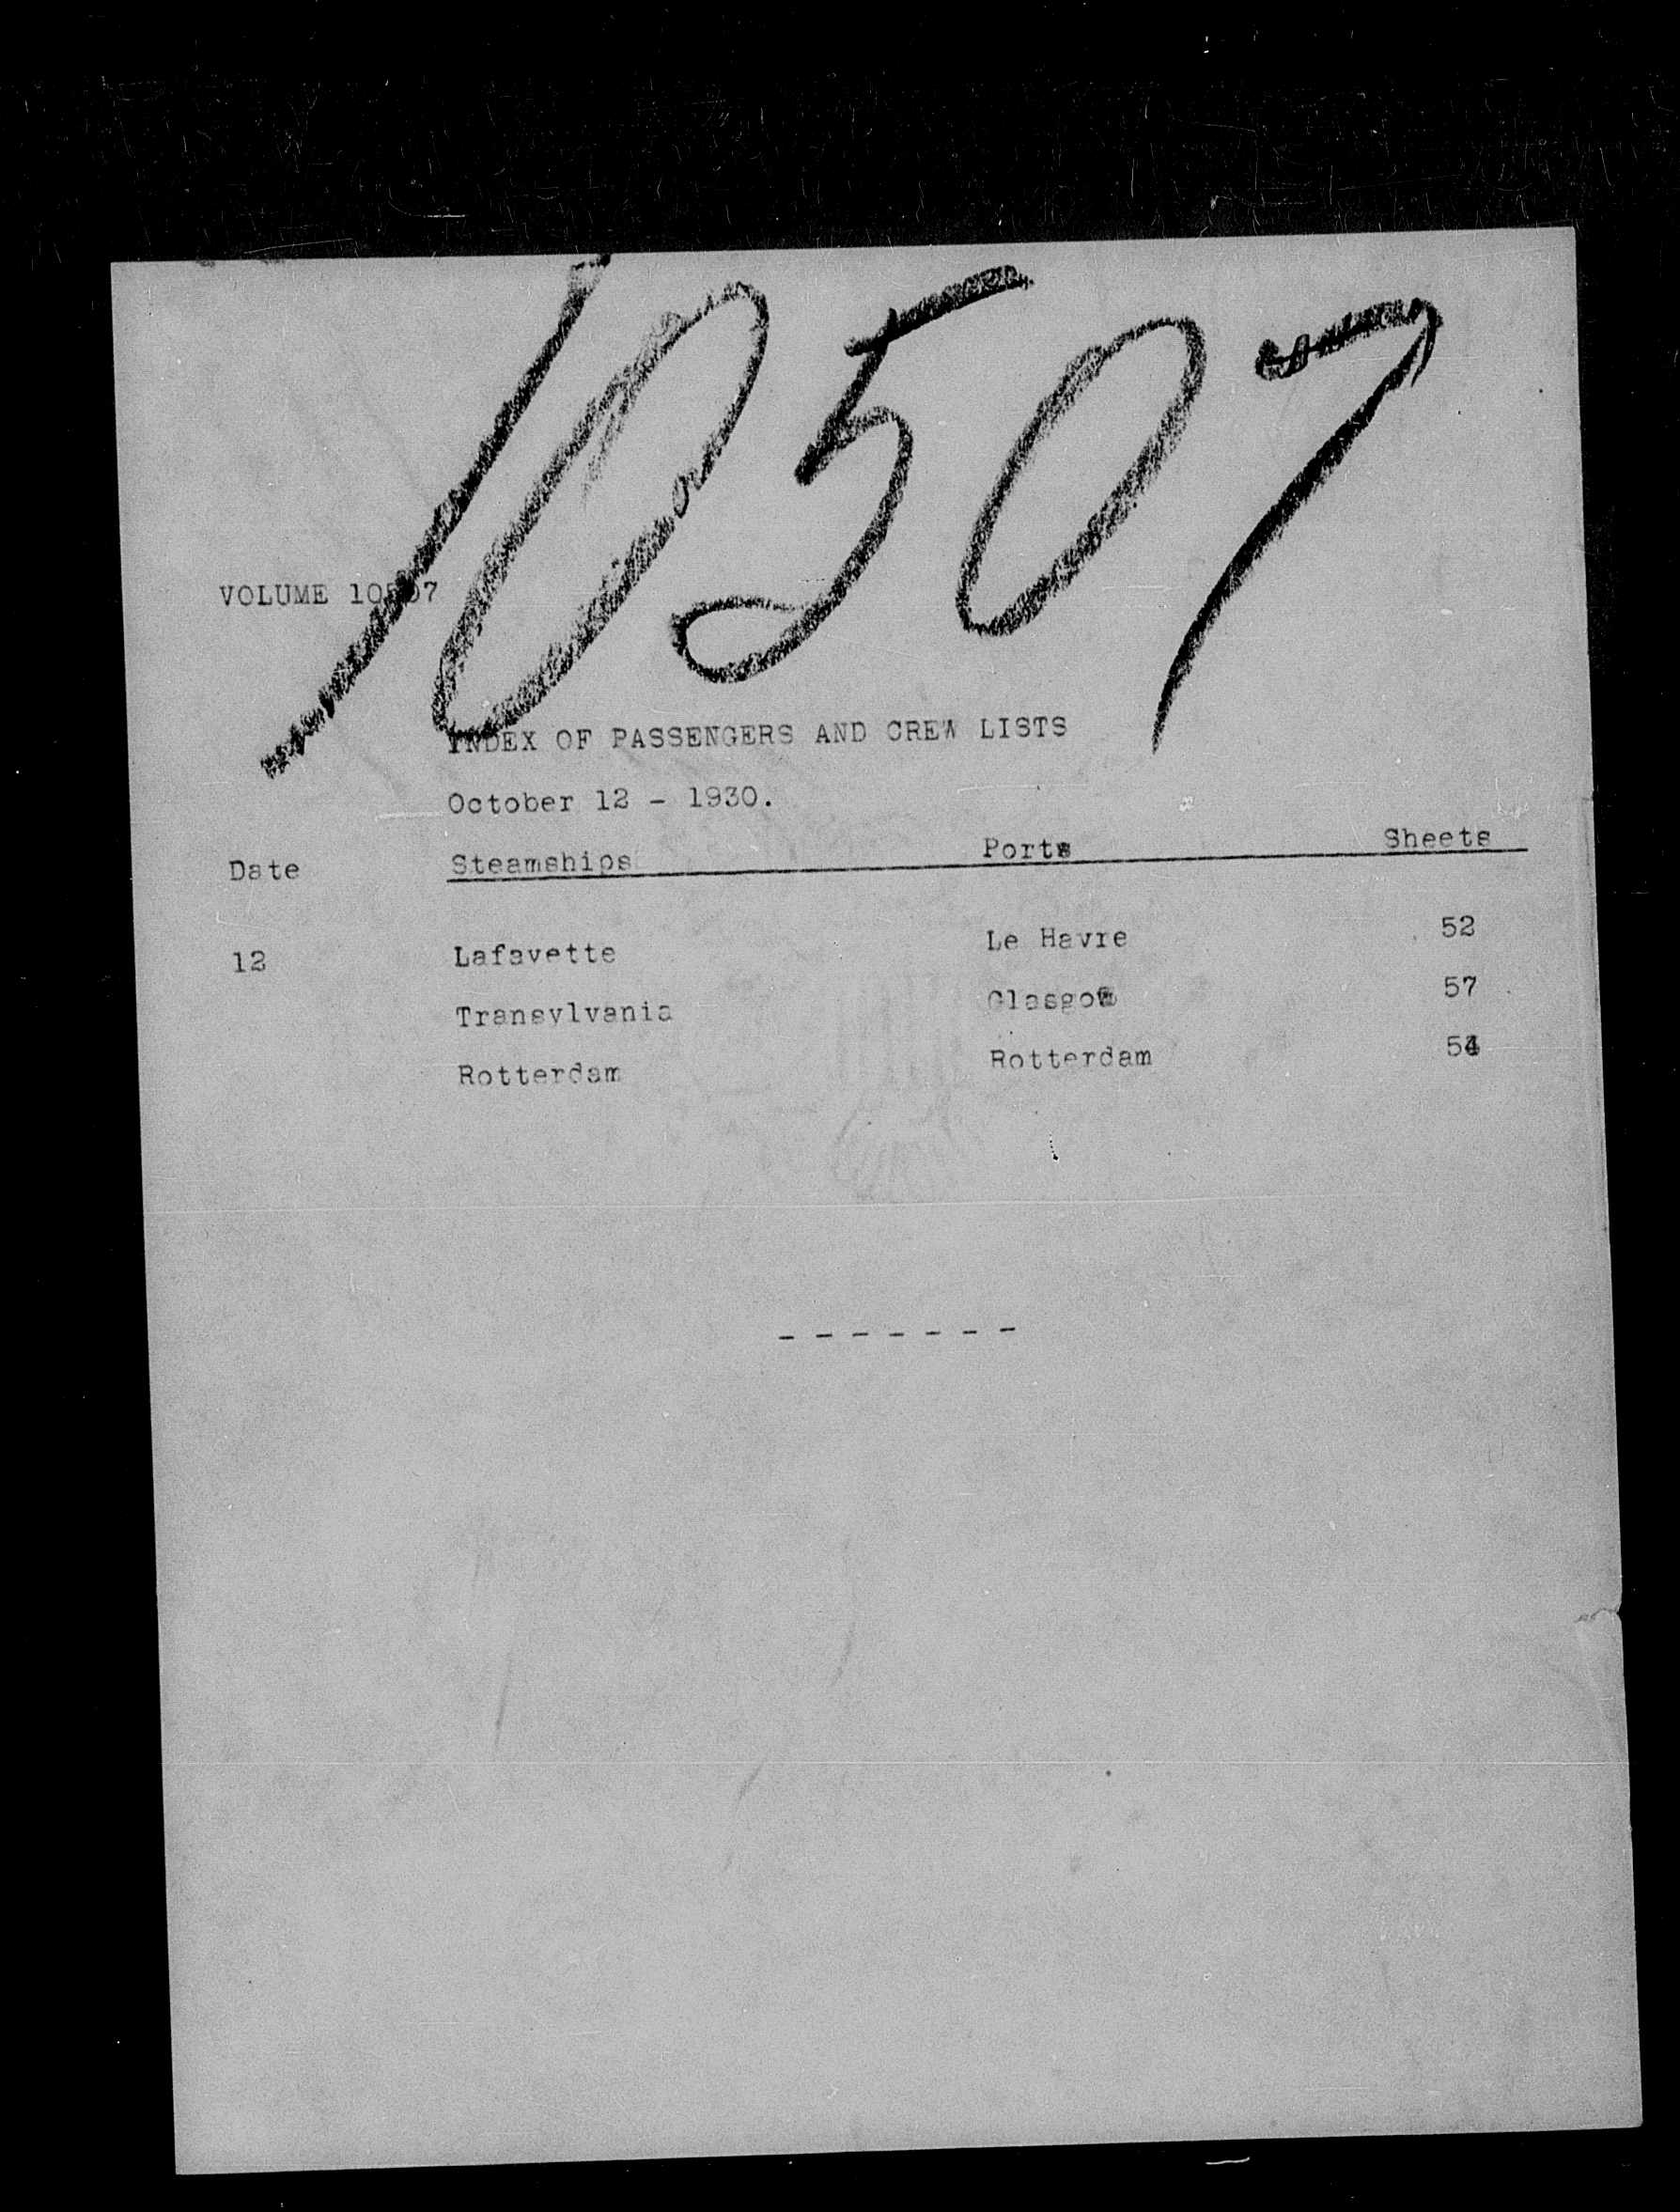 10507
VOLUME 10507
INDEX OF PASSENGERS AND CREW LISTS
October 12 - 1930.
Date Steamships Ports Sheets
12 Lafayette Le Havre 52
Transylvania Glasgow 57
Rotterdam Rotterdam 54
- - - - - - -